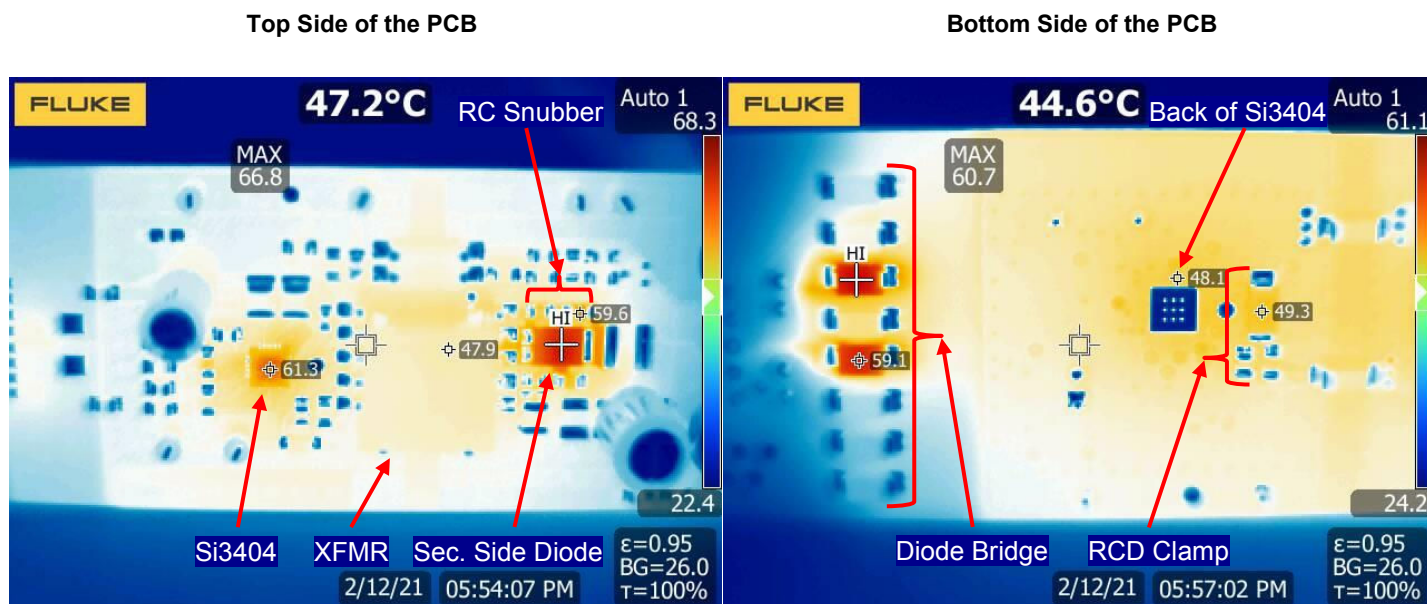 Top Side of the PCB
Bottom Side of the PCB
FLUKE
47.2°C
RC Snubber
Auto 1
68.3
MAX
66.8
HI
59.6
47.9
61.3
22.4
Si3404
XFMR
Sec. Side Diode
ε=0.95
BG=26.0
τ=100%
2/12/21
05:54:07 PM
FLUKE
44.6°C
Back of Si3404
Auto 1
61.1
MAX
60.7
HI
48.1
49.3
59.1
24.2
Diode Bridge
RCD Clamp
ε=0.95
BG=26.0
τ=100%
2/12/21
05:57:02 PM